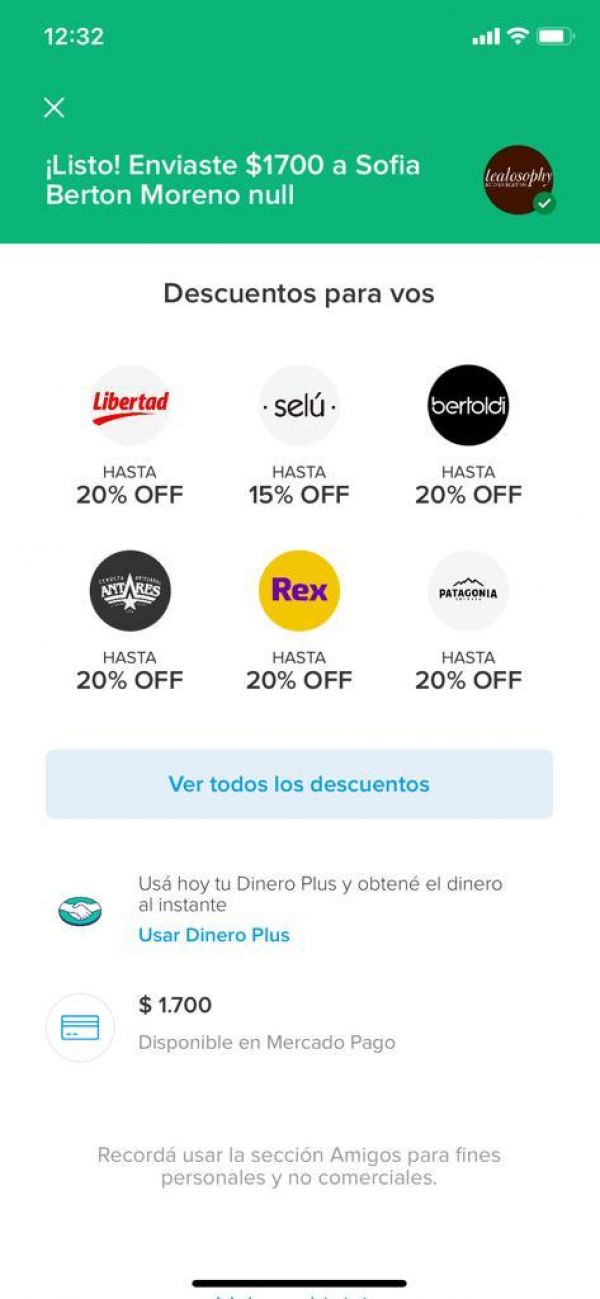 12:32
¡Listo! Enviaste $1700 a Sofia
Berton Moreno null
lealosophy
Descuentos para vos
Libertad
· selú ·
bertoldi
HASTA
20% OFF
HASTA
15% OFF
HASTA
20% OFF
CERVEZA ARTESANAL
ANTARES
Rex
PATAGONIA
HASTA
20% OFF
HASTA
20% OFF
HASTA
20% OFF
Ver todos los descuentos
Usá hoy tu Dinero Plus y obtené el dinero
al instante
Usar Dinero Plus
$ 1.700
Disponible en Mercado Pago
Recordá usar la sección Amigos para fines
personales y no comerciales.